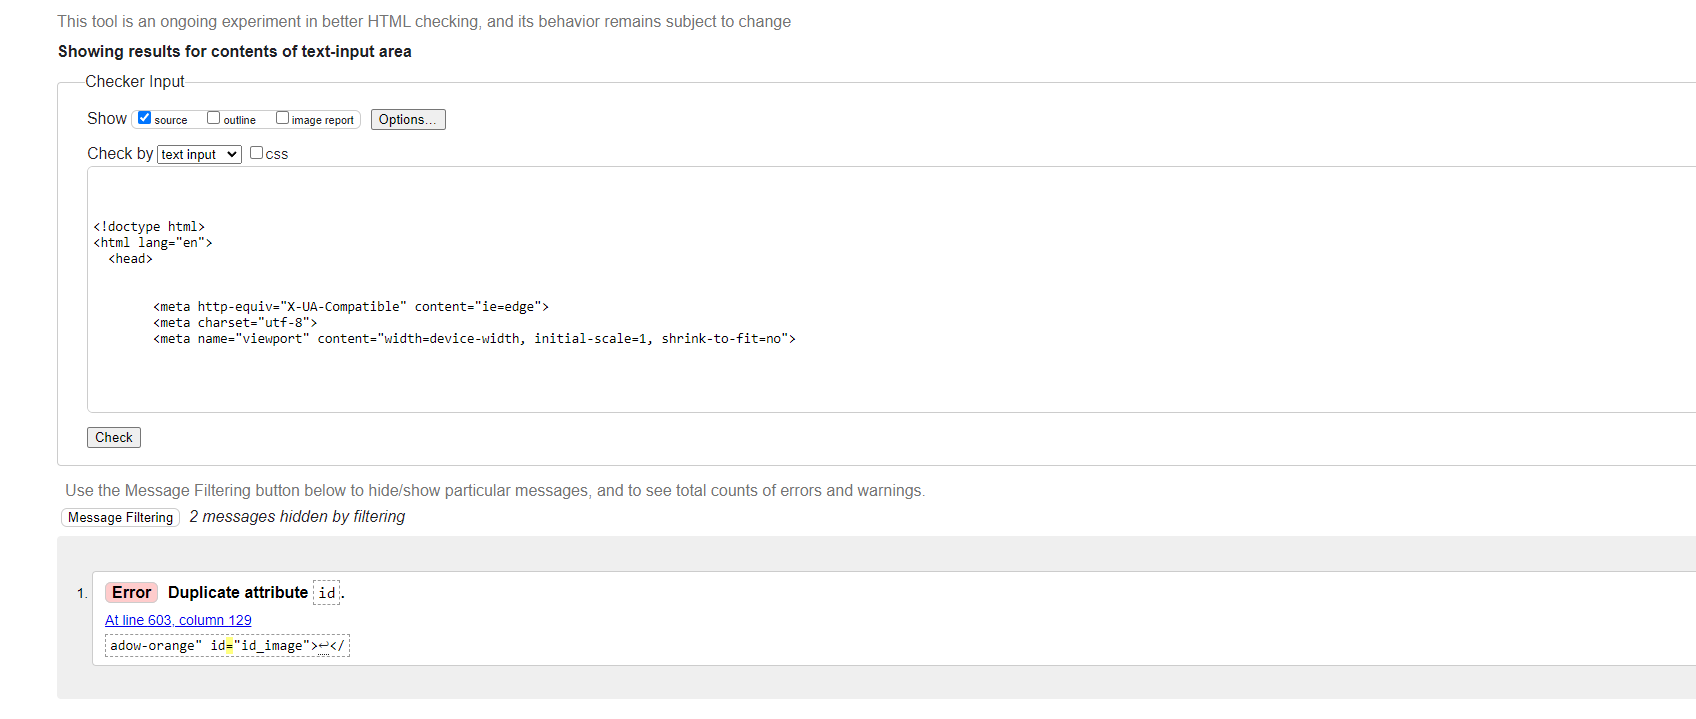 This tool is an ongoing experiment in better HTML checking, and its behavior remains subject to change
Showing results for contents of text-input area
Checker Input
Show source outline image report Options...
Check by text input css
<!doctype html>
<html lang="en">
<head>
<meta http-equiv="X-UA-Compatible" content="ie=edge">
<meta charset="utf-8">
<meta name="viewport" content="width=device-width, initial-scale=1, shrink-to-fit=no">
Check
Use the Message Filtering button below to hide/show particular messages, and to see total counts of errors and warnings.
Message Filtering 2 messages hidden by filtering
1. Error Duplicate attribute id.
At line 603, column 129
adow-orange" id="id_image">↩</